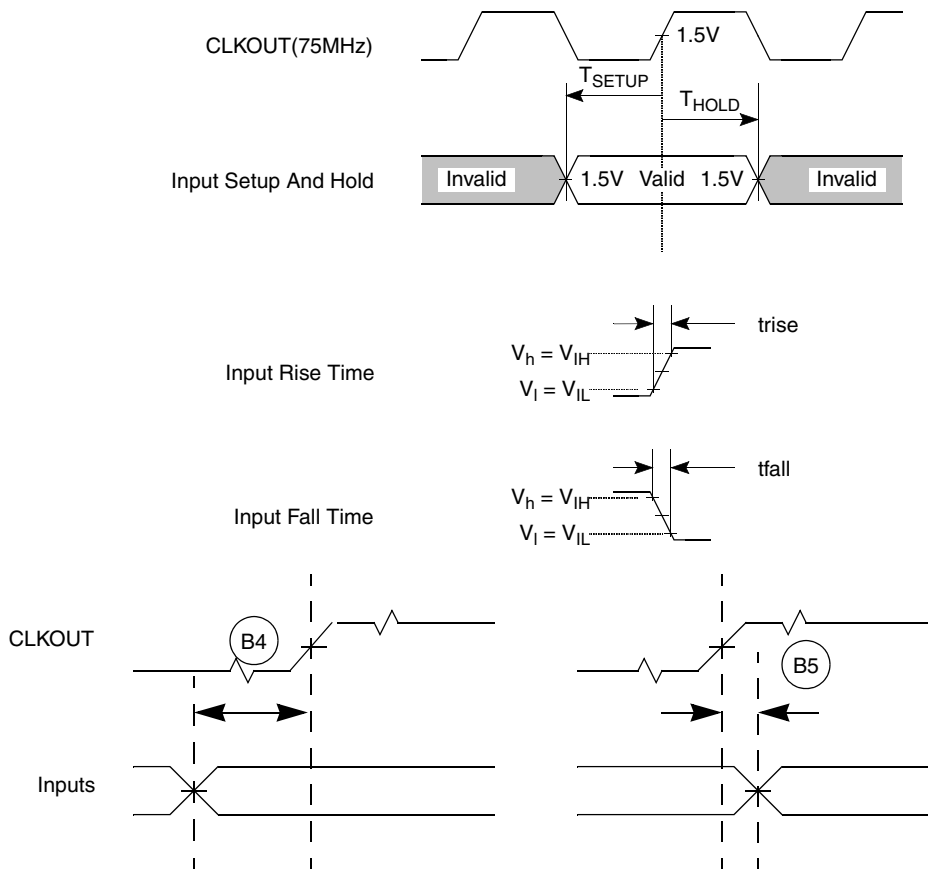 CLKOUT(75MHz)
1.5V
TSETUP
THOLD
Input Setup And Hold
Invalid
1.5V Valid 1.5V
Invalid
trise
Vh = VIH
Input Rise Time
Vl = VIL
tfall
Vh = VIH
Input Fall Time
Vl = VIL
CLKOUT
B4
B5
Inputs